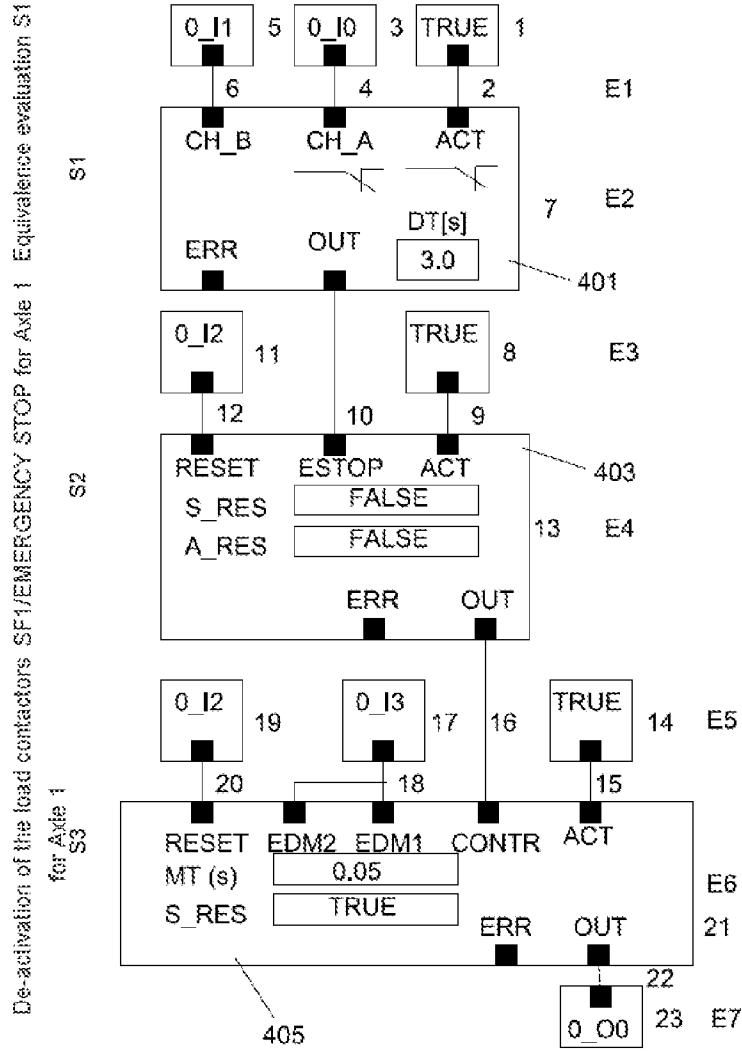 0_I1 5 0_I0 3 TRUE 1
6 4 2 E1
CH_B CH_A ACT
S1
7 E2
DT[s]
ERR OUT
3.0
401
0_I2 11 TRUE 8 E3
12 10 9
RESET ESTOP ACT 403
S2
S_RES FALSE
A_RES FALSE 13 E4
ERR OUT
0_I2 19 0_I3 17 16 TRUE 14 E5
20 18 15
RESET EDM2 EDM1 CONTR ACT
S3
MT (s) 0.05
S_RES TRUE
E6
21
ERR OUT
22
0_O0 23 E7
405
De-activation of the load contactors SF1/EMERGENCY STOP for Axle 1 Equivalence evaluation S1
for Axle 1